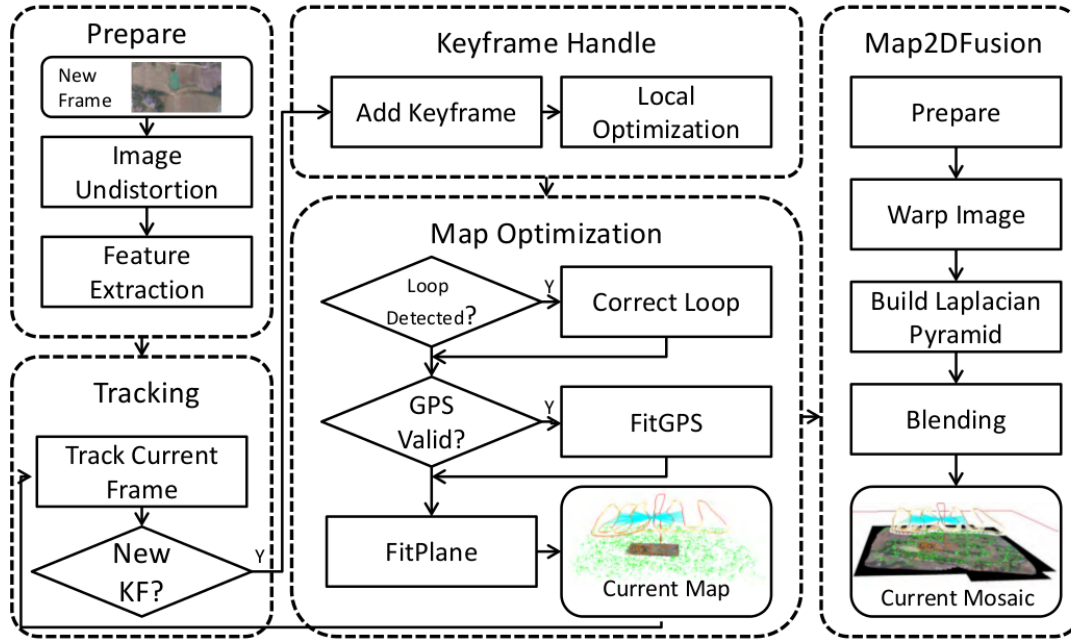 Prepare
New
Frame
Image
Undistortion
Feature
Extraction
Tracking
Track Current
Frame
New
KF?
Y
Keyframe Handle
Add Keyframe
Local
Optimization
Map Optimization
Loop
Detected?
Y
Correct Loop
GPS
Valid?
Y
FitGPS
FitPlane
Current Map
Map2DFusion
Prepare
Warp Image
Build Laplacian
Pyramid
Blending
Current Mosaic